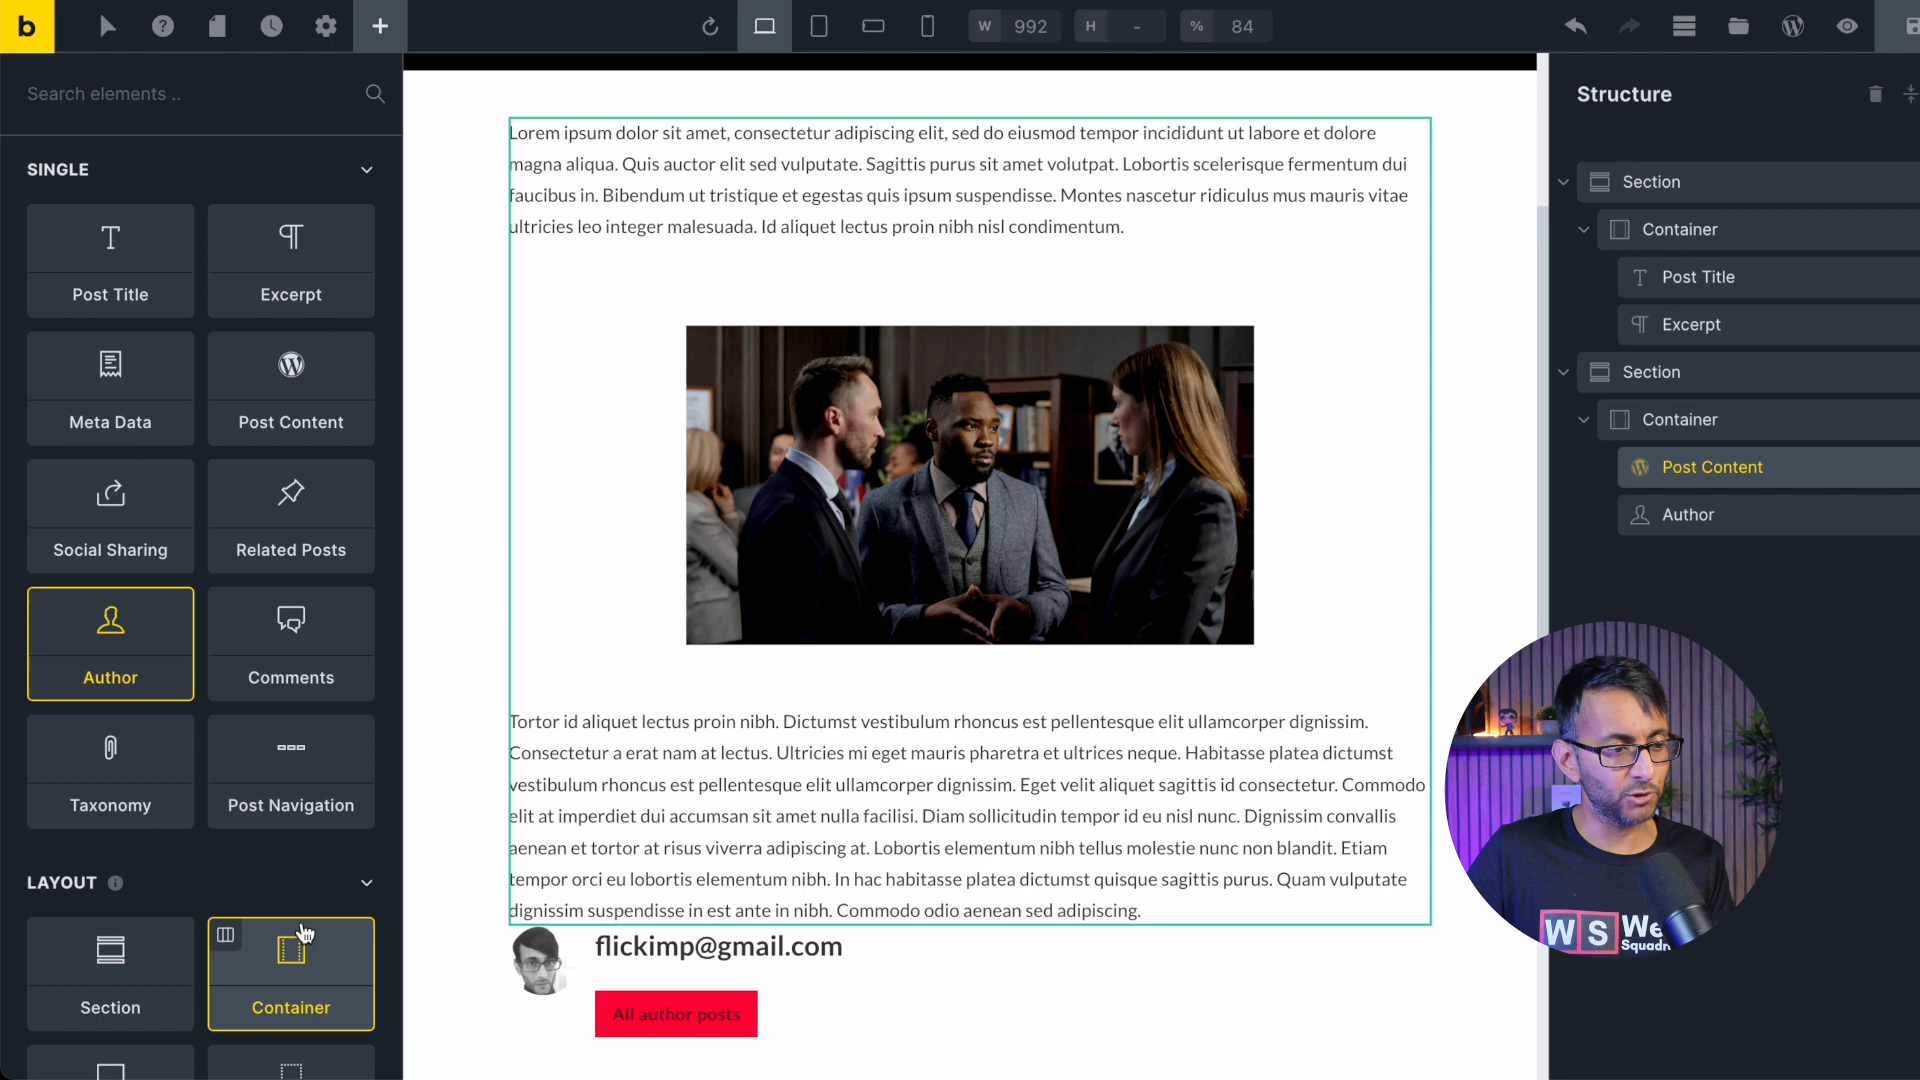 b
W 992
H -
% 84
Search elements ..
SINGLE
Post Title
Excerpt
Meta Data
Post Content
Social Sharing
Related Posts
Author
Comments
Taxonomy
Post Navigation
LAYOUT
Section
Container
Lorem ipsum dolor sit amet, consectetur adipiscing elit, sed do eiusmod tempor incididunt ut labore et dolore
magna aliqua. Quis auctor elit sed vulputate. Sagittis purus sit amet volutpat. Lobortis scelerisque fermentum dui
faucibus in. Bibendum ut tristique et egestas quis ipsum suspendisse. Montes nascetur ridiculus mus mauris vitae
ultricies leo integer malesuada. Id aliquet lectus proin nibh nisl condimentum.
Tortor id aliquet lectus proin nibh. Dictumst vestibulum rhoncus est pellentesque elit ullamcorper dignissim.
Consectetur a erat nam at lectus. Ultricies mi eget mauris pharetra et ultrices neque. Habitasse platea dictumst
vestibulum rhoncus est pellentesque elit ullamcorper dignissim. Eget velit aliquet sagittis id consectetur. Commodo
elit at imperdiet dui accumsan sit amet nulla facilisi. Diam sollicitudin tempor id eu nisl nunc. Dignissim convallis
aenean et tortor at risus viverra adipiscing at. Lobortis elementum nibh tellus molestie nunc non blandit. Etiam
tempor orci eu lobortis elementum nibh. In hac habitasse platea dictumst quisque sagittis purus. Quam vulputate
dignissim suspendisse in est ante in nibh. Commodo odio aenean sed adipiscing.
flickimp@gmail.com
All author posts
Structure
Section
Container
Post Title
Excerpt
Section
Container
Post Content
Author
WS We
Squadr